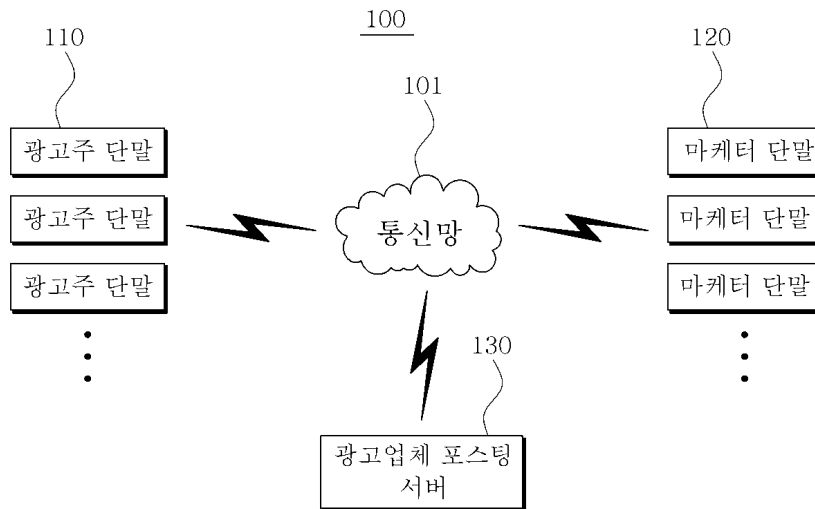 100
110
120
101
광고주 단말
마케터 단말
광고주 단말
통신망
마케터 단말
광고주 단말
마케터 단말
130
광고업체 포스팅
서버